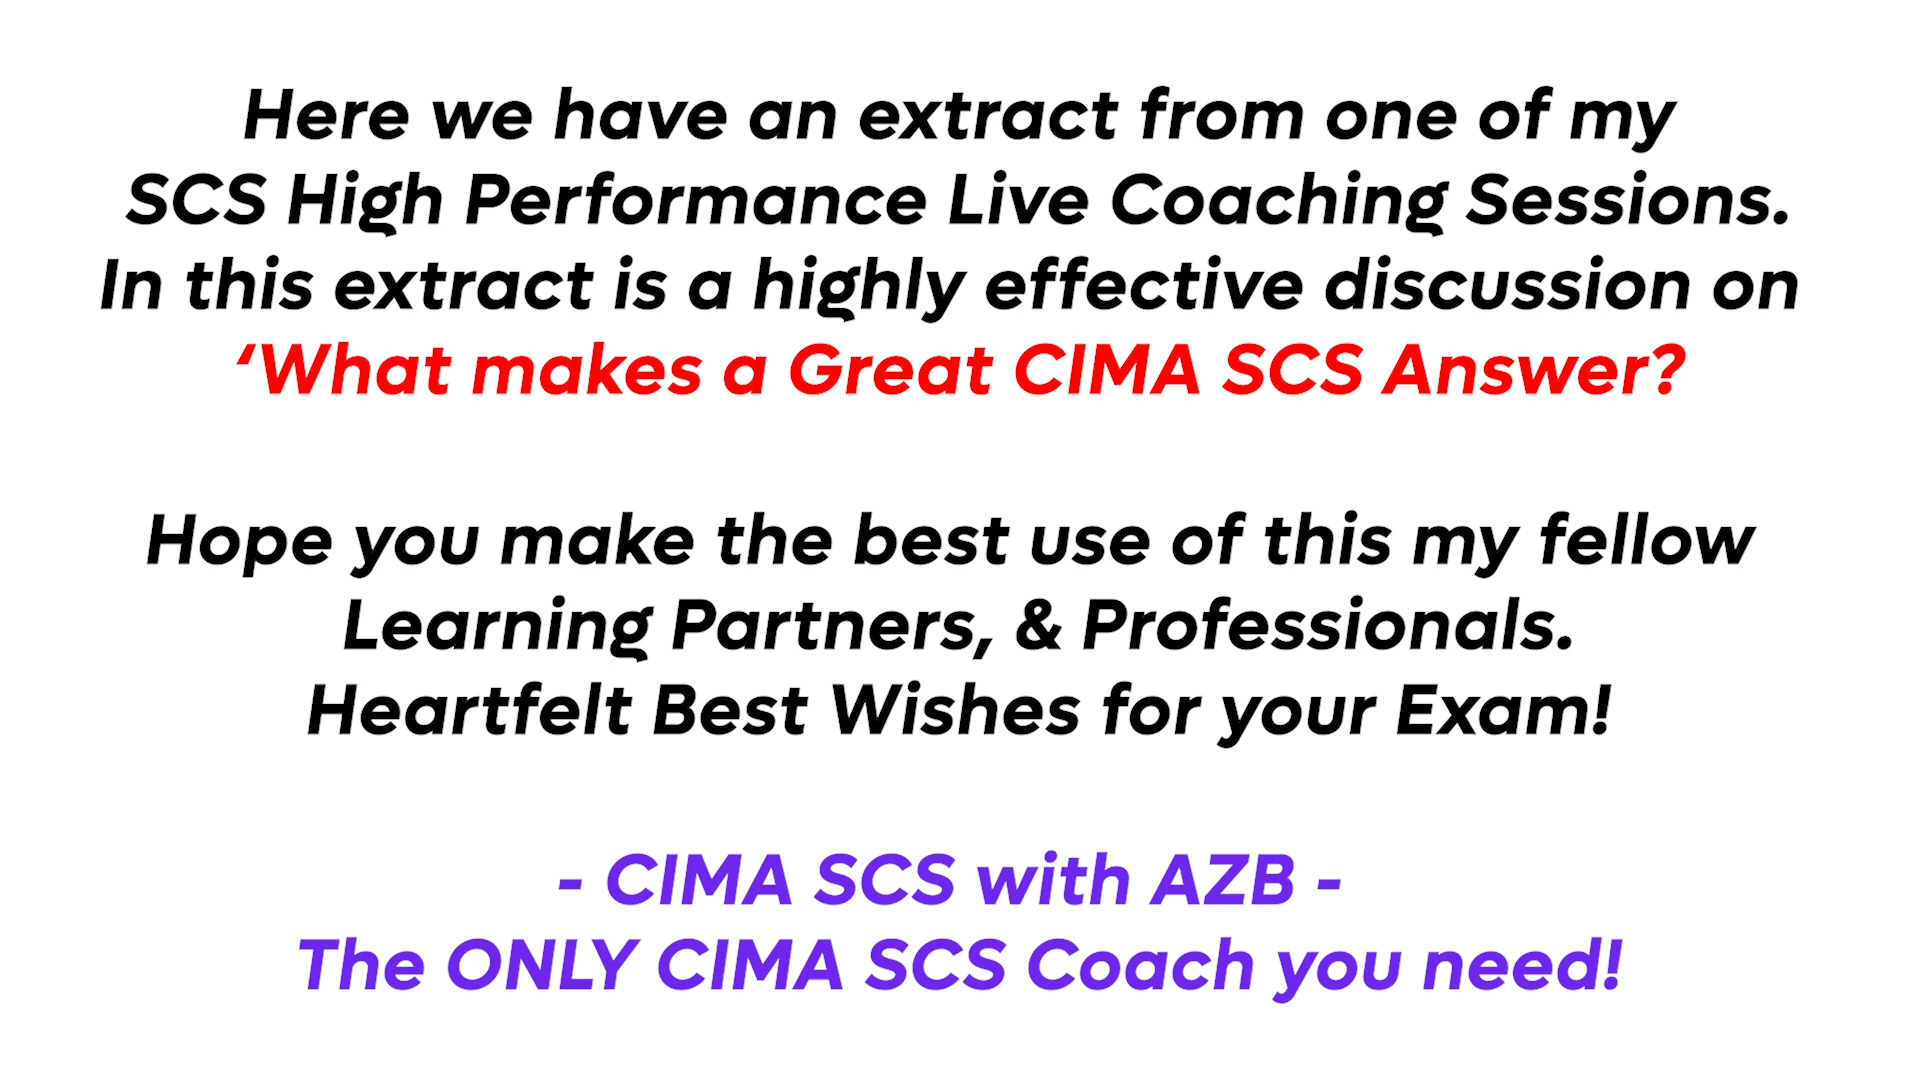 Here we have an extract from one of my
SCS High Performance Live Coaching Sessions.
In this extract is a highly effective discussion on
‘What makes a Great CIMA SCS Answer?
Hope you make the best use of this my fellow
Learning Partners, & Professionals.
Heartfelt Best Wishes for your Exam!
- CIMA SCS with AZB -
The ONLY CIMA SCS Coach you need!